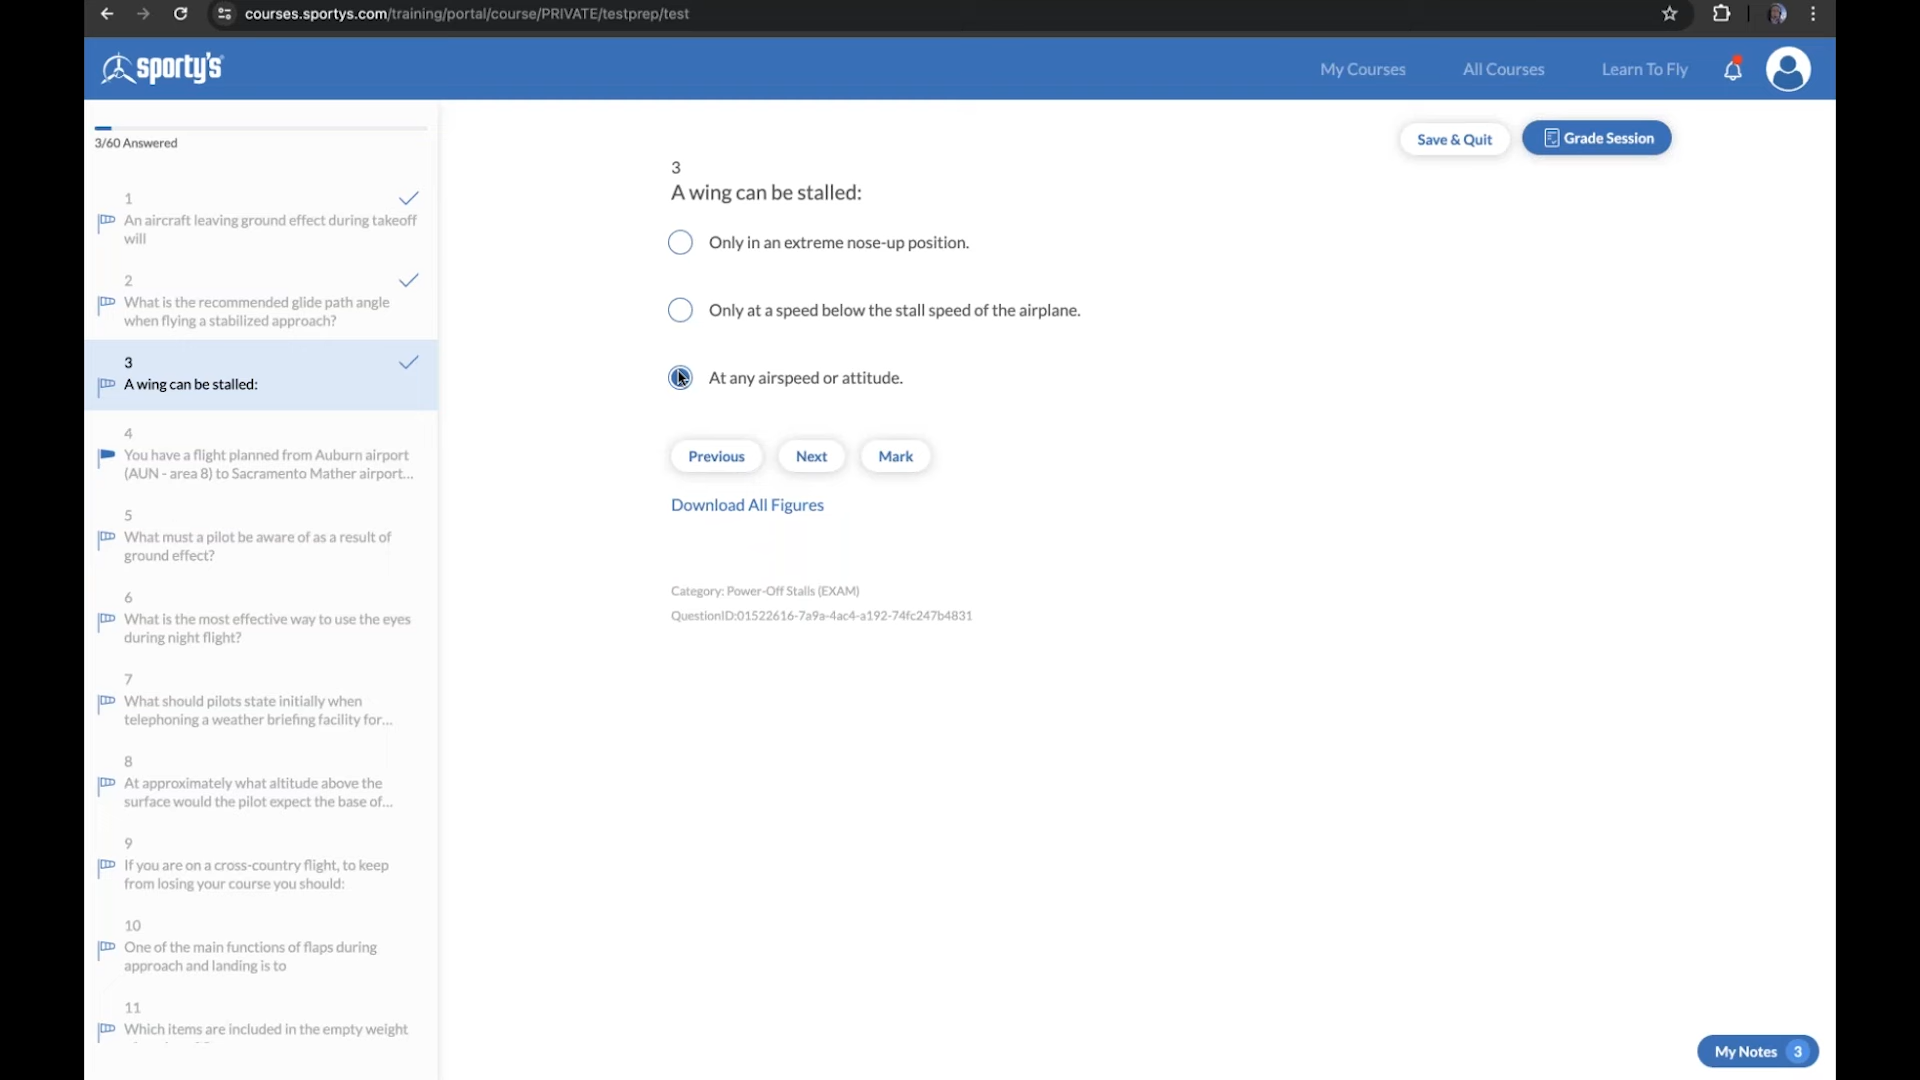 courses.sportys.com/training/portal/course/PRIVATE/testprep/test
sporty's
My Courses
All Courses
Learn To Fly
3/60 Answered
1
An aircraft leaving ground effect during takeoff
will
2
What is the recommended glide path angle
when flying a stabilized approach?
3
A wing can be stalled:
4
You have a flight planned from Auburn airport
(AUN - area 8) to Sacramento Mather airport...
5
What must a pilot be aware of as a result of
ground effect?
6
What is the most effective way to use the eyes
during night flight?
7
What should pilots state initially when
telephoning a weather briefing facility for...
8
At approximately what altitude above the
surface would the pilot expect the base of...
9
If you are on a cross-country flight, to keep
from losing your course you should:
10
One of the main functions of flaps during
approach and landing is to
11
Which items are included in the empty weight
Save & Quit
Grade Session
3
A wing can be stalled:
Only in an extreme nose-up position.
Only at a speed below the stall speed of the airplane.
At any airspeed or attitude.
Previous
Next
Mark
Download All Figures
Category: Power-Off Stalls (EXAM)
QuestionID:01522616-7a9a-4ac4-a192-74fc247b4831
My Notes 3